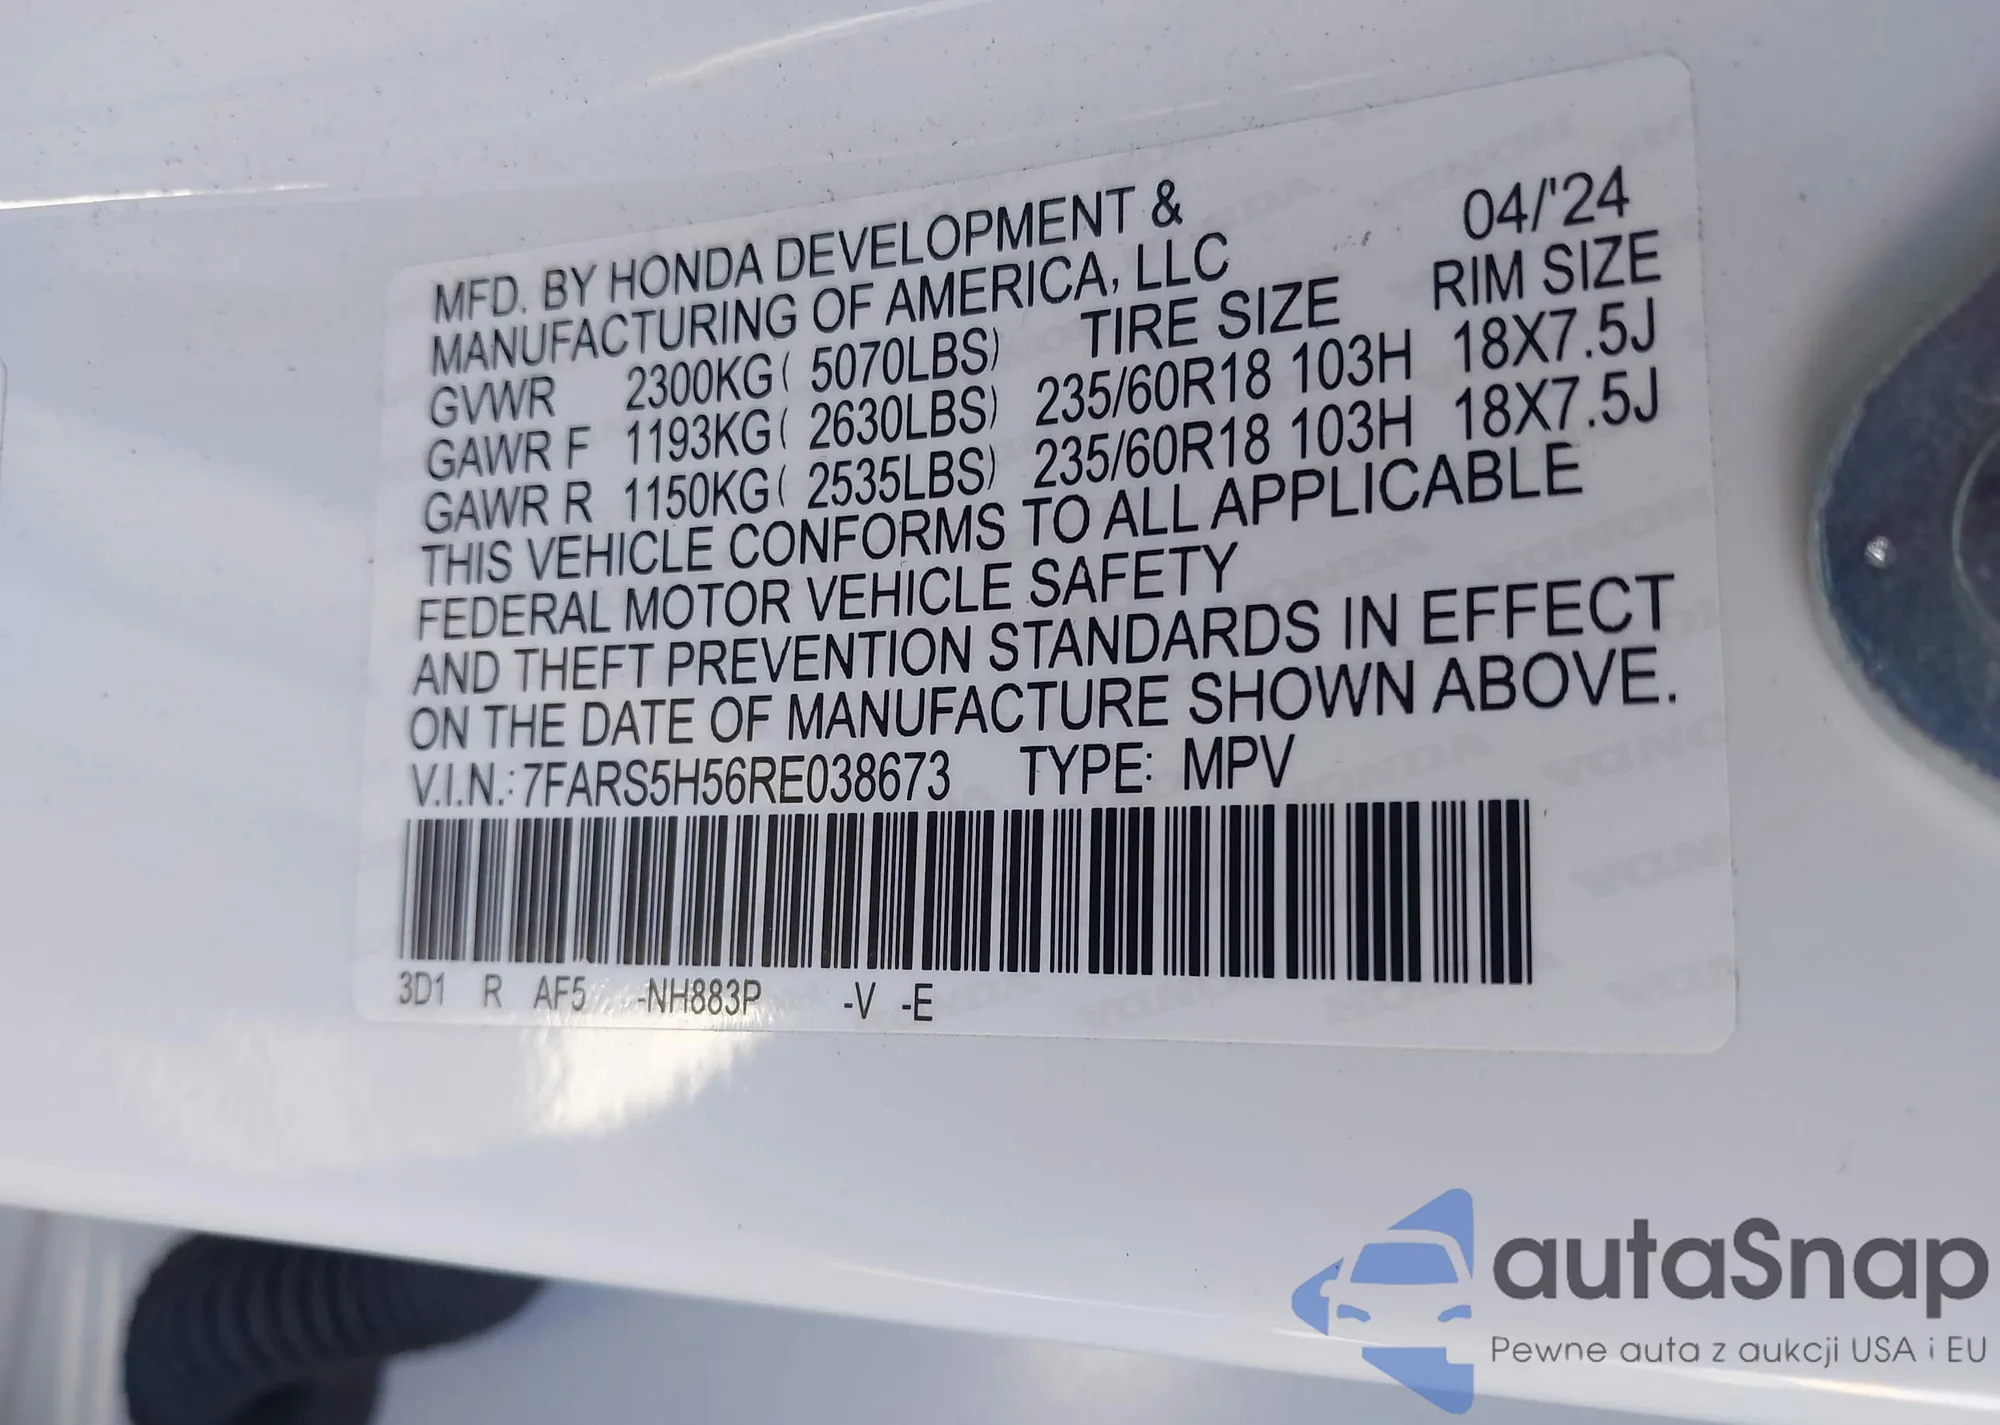 04/'24
MFD. BY HONDA DEVELOPMENT &
MANUFACTURING OF AMERICA, LLC
TIRE SIZE RIM SIZE
GVWR 2300KG( 5070LBS)
GAWR F 1193KG( 2630LBS) 235/60R18 103H 18X7.5J
GAWR R 1150KG( 2535LBS) 235/60R18 103H 18X7.5J
THIS VEHICLE CONFORMS TO ALL APPLICABLE
FEDERAL MOTOR VEHICLE SAFETY
AND THEFT PREVENTION STANDARDS IN EFFECT
ON THE DATE OF MANUFACTURE SHOWN ABOVE.
V.I.N.:7FARS5H56RE038673 TYPE: MPV
3D1 R AF5 -NH883P -V -E
autaSnap
Pewne auta z aukcji USA i EU